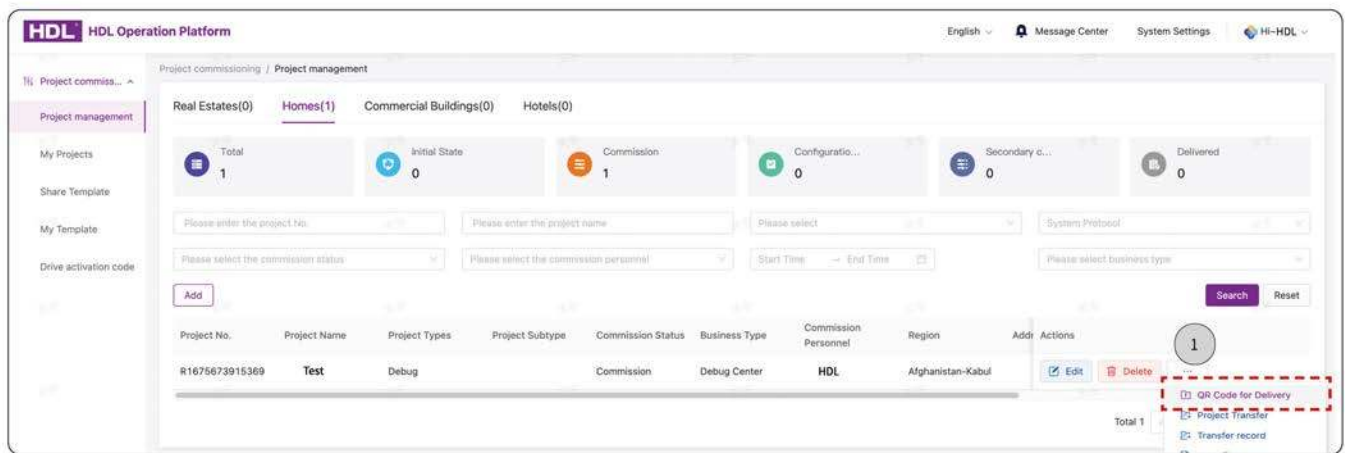 HDL HDL Operation Platform English Message Center System Settings Hi-HDL
Project commiss... Project commissioning / Project management
Real Estates(0) Homes(1) Commercial Buildings(0) Hotels(0)
Project management
My Projects
Share Template
My Template
Drive activation code
Total Initial State Commission Configuratio... Secondary c... Delivered
1 0 1 0 0 0
Please enter the project No. Please enter the project name Please select System Protocol
Please select the commission status Please select the commission personnel Start Time → End Time Please select business type
Add Search Reset
Project No. Project Name Project Types Project Subtype Commission Status Business Type Commission Personnel Region Addr Actions
1
R1675673915369 Test Debug Commission Debug Center HDL Afghanistan-Kabul Edit Delete ...
QR Code for Delivery
Total 1 Project Transfer
Transfer record